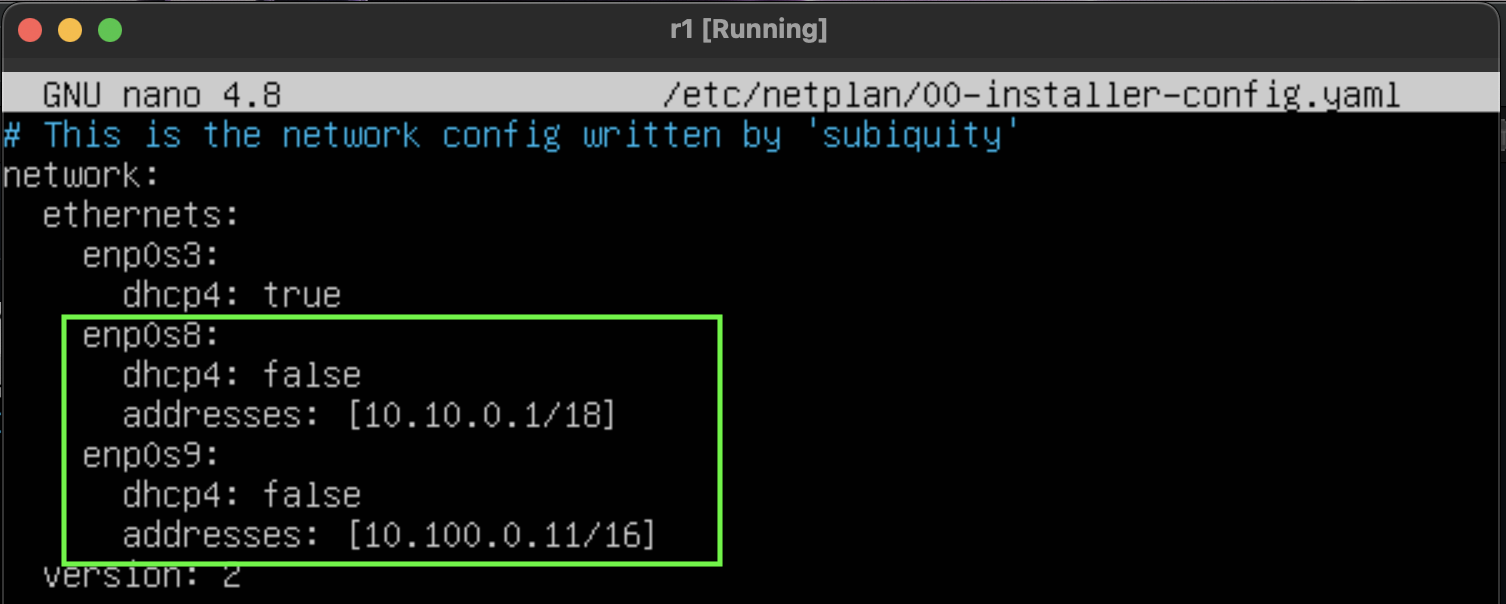 r1 [Running]
GNU nano 4.8 /etc/netplan/00-installer-config.yaml
# This is the network config written by 'subiquity'
network:
  ethernets:
    enp0s3:
      dhcp4: true
    enp0s8:
      dhcp4: false
      addresses: [10.10.0.1/18]
    enp0s9:
      dhcp4: false
      addresses: [10.100.0.11/16]
  version: 2